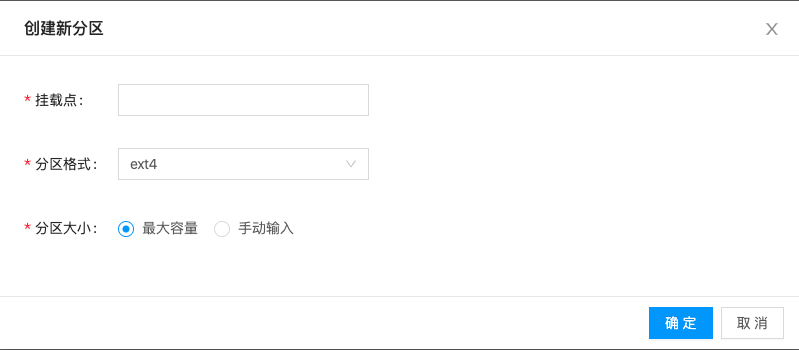 创建新分区
* 挂载点:
* 分区格式: ext4
* 分区大小: 最大容量 手动输入
确 定 取 消